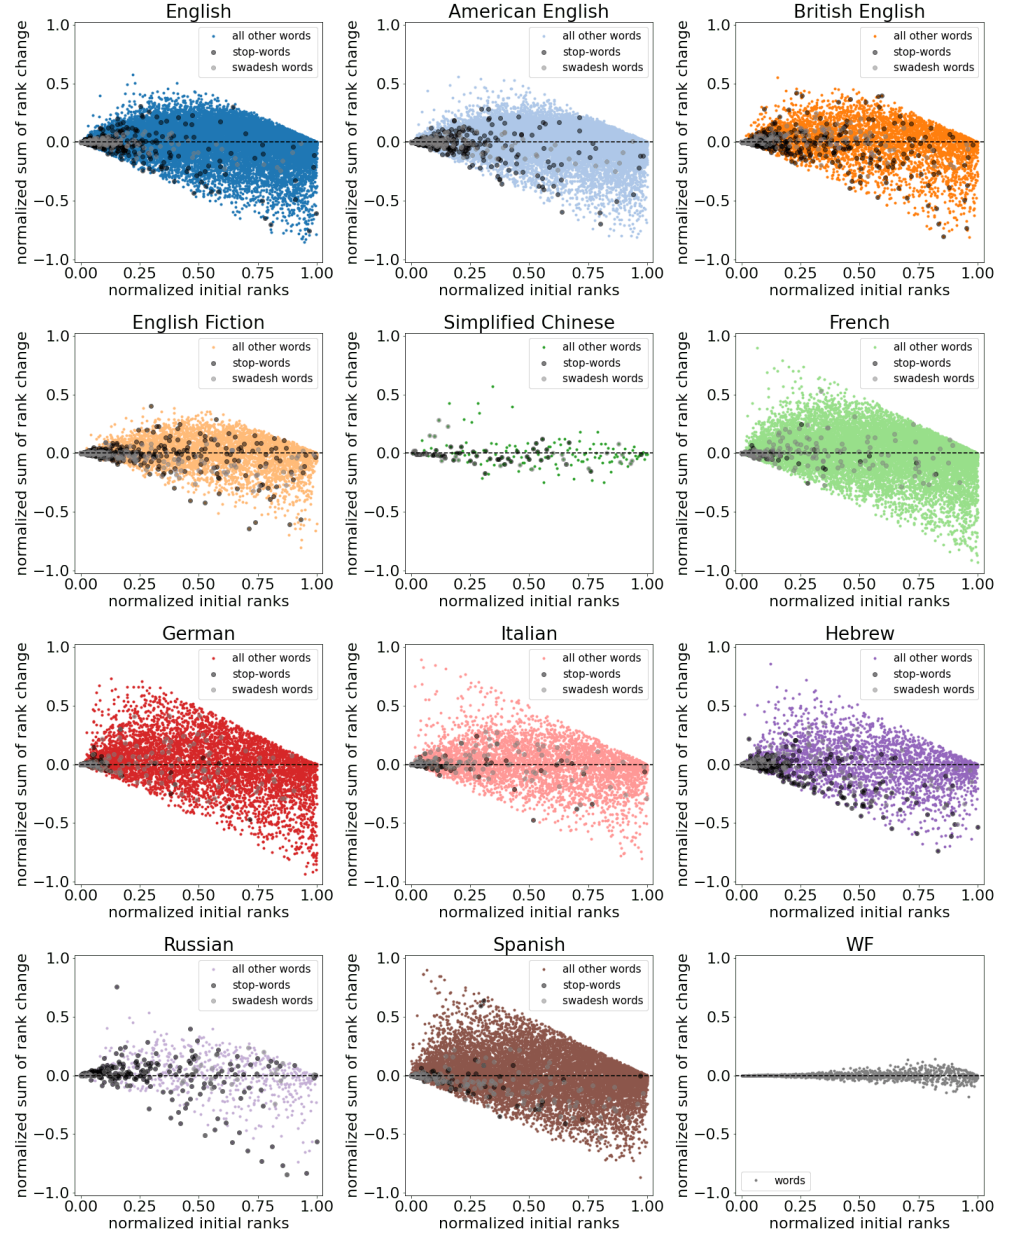 English
American English
British English
normalized sum of rank change
1.0
0.5
0.0
−0.5
−1.0
all other words
stop-words
swadesh words
0.00 0.25 0.50 0.75 1.00
normalized initial ranks
normalized sum of rank change
1.0
0.5
0.0
−0.5
−1.0
all other words
stop-words
swadesh words
0.00 0.25 0.50 0.75 1.00
normalized initial ranks
normalized sum of rank change
1.0
0.5
0.0
−0.5
−1.0
all other words
stop-words
swadesh words
0.00 0.25 0.50 0.75 1.00
normalized initial ranks
English Fiction
Simplified Chinese
French
normalized sum of rank change
1.0
0.5
0.0
−0.5
−1.0
all other words
stop-words
swadesh words
0.00 0.25 0.50 0.75 1.00
normalized initial ranks
normalized sum of rank change
1.0
0.5
0.0
−0.5
−1.0
all other words
stop-words
swadesh words
0.00 0.25 0.50 0.75 1.00
normalized initial ranks
normalized sum of rank change
1.0
0.5
0.0
−0.5
−1.0
all other words
stop-words
swadesh words
0.00 0.25 0.50 0.75 1.00
normalized initial ranks
German
Italian
Hebrew
normalized sum of rank change
1.0
0.5
0.0
−0.5
−1.0
all other words
stop-words
swadesh words
0.00 0.25 0.50 0.75 1.00
normalized initial ranks
normalized sum of rank change
1.0
0.5
0.0
−0.5
−1.0
all other words
stop-words
swadesh words
0.00 0.25 0.50 0.75 1.00
normalized initial ranks
normalized sum of rank change
1.0
0.5
0.0
−0.5
−1.0
all other words
stop-words
swadesh words
0.00 0.25 0.50 0.75 1.00
normalized initial ranks
Russian
Spanish
WF
normalized sum of rank change
1.0
0.5
0.0
−0.5
−1.0
all other words
stop-words
swadesh words
0.00 0.25 0.50 0.75 1.00
normalized initial ranks
normalized sum of rank change
1.0
0.5
0.0
−0.5
−1.0
all other words
stop-words
swadesh words
0.00 0.25 0.50 0.75 1.00
normalized initial ranks
normalized sum of rank change
1.0
0.5
0.0
−0.5
−1.0
words
0.00 0.25 0.50 0.75 1.00
normalized initial ranks